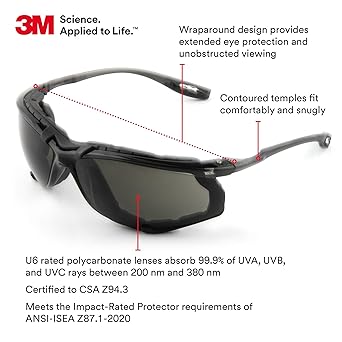 3M Science.
Applied to Life.™
Wraparound design provides
extended eye protection and
unobstructed viewing
Contoured temples fit
comfortably and snugly
U6 rated polycarbonate lenses absorb 99.9% of UVA, UVB,
and UVC rays between 200 nm and 380 nm
Certified to CSA Z94.3
Meets the Impact-Rated Protector requirements of
ANSI-ISEA Z87.1-2020